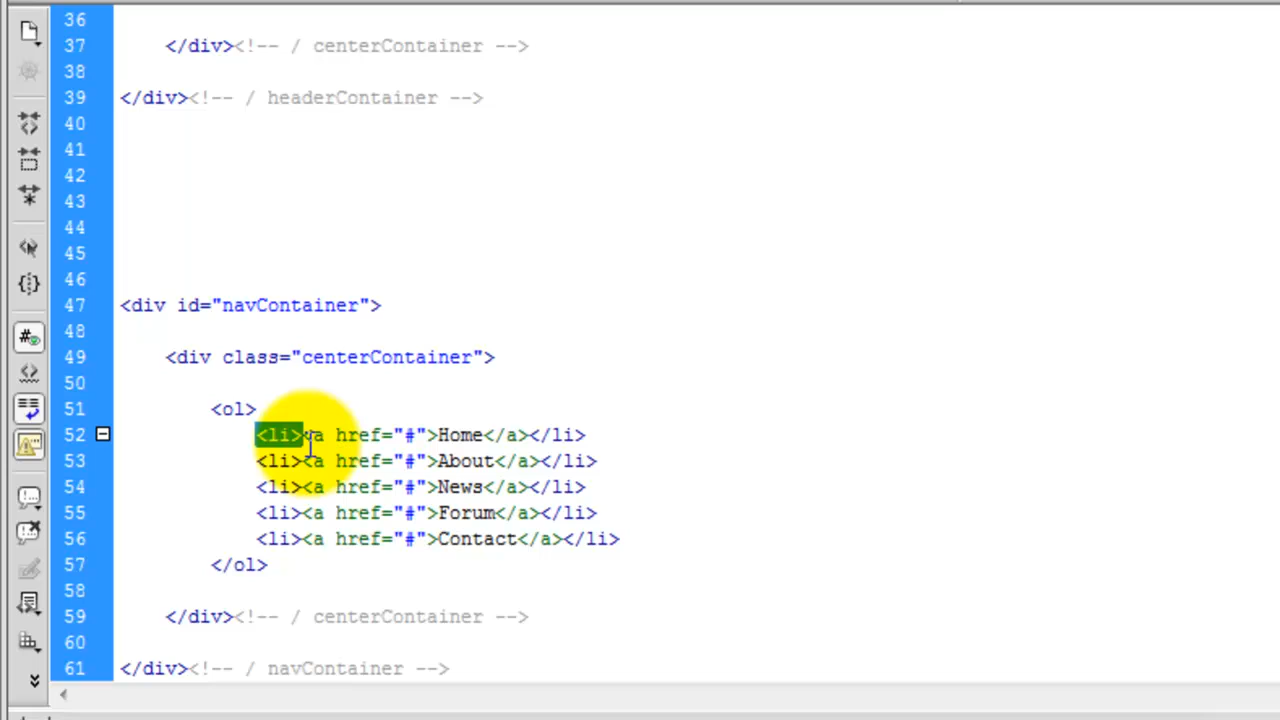 36
37 </div><!-- / centerContainer -->
38
39 </div><!-- / headerContainer -->
40
41
42
43
44
45
46
47 <div id="navContainer">
48
49 <div class="centerContainer">
50
51 <ol>
52 <li><a href="#">Home</a></li>
53 <li><a href="#">About</a></li>
54 <li><a href="#">News</a></li>
55 <li><a href="#">Forum</a></li>
56 <li><a href="#">Contact</a></li>
57 </ol>
58
59 </div><!-- / centerContainer -->
60
61 </div><!-- / navContainer -->